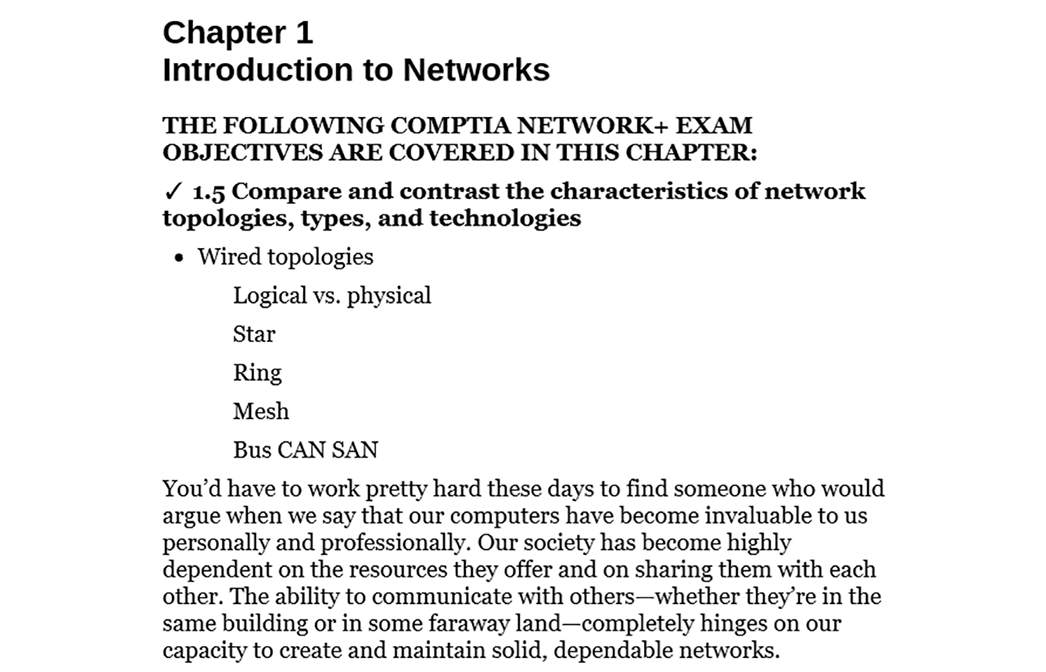 Chapter 1
Introduction to Networks
THE FOLLOWING COMPTIA NETWORK+ EXAM
OBJECTIVES ARE COVERED IN THIS CHAPTER:
✓ 1.5 Compare and contrast the characteristics of network
topologies, types, and technologies
• Wired topologies
Logical vs. physical
Star
Ring
Mesh
Bus CAN SAN
You’d have to work pretty hard these days to find someone who would
argue when we say that our computers have become invaluable to us
personally and professionally. Our society has become highly
dependent on the resources they offer and on sharing them with each
other. The ability to communicate with others—whether they’re in the
same building or in some faraway land—completely hinges on our
capacity to create and maintain solid, dependable networks.